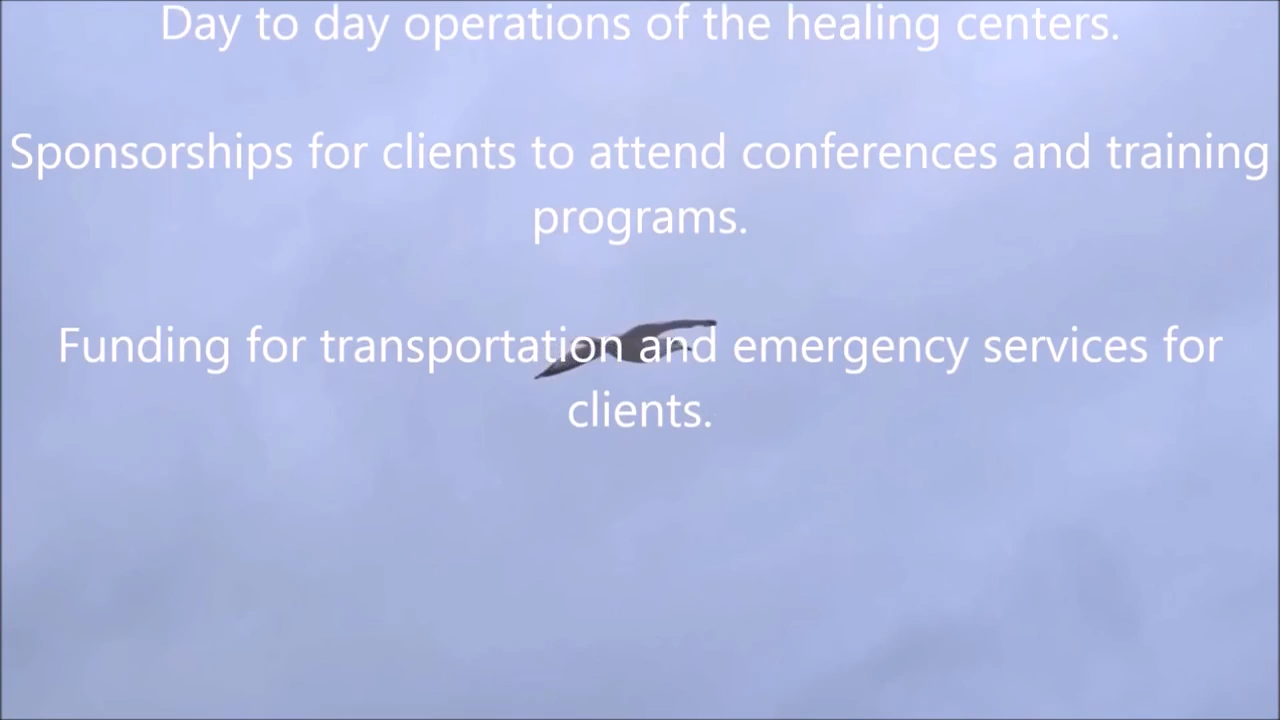 Day to day operations of the healing centers.
Sponsorships for clients to attend conferences and training
programs.
Funding for transportation and emergency services for
clients.